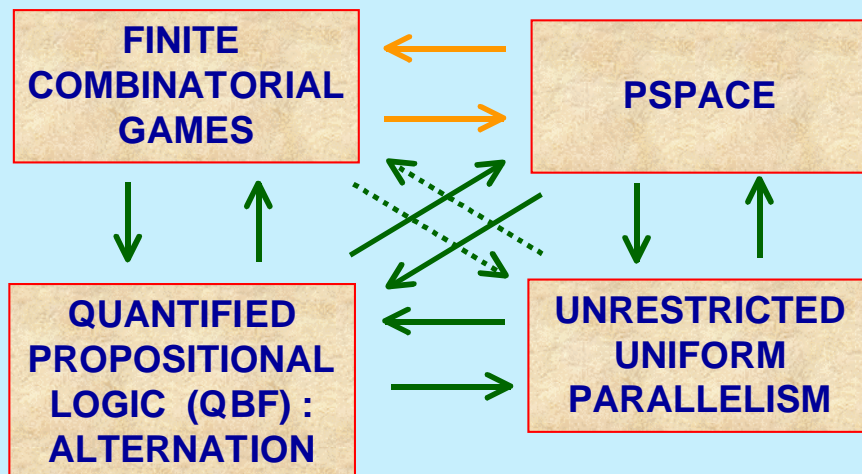 FINITE
COMBINATORIAL
GAMES
PSPACE
QUANTIFIED
PROPOSITIONAL
LOGIC (QBF) :
ALTERNATION
UNRESTRICTED
UNIFORM
PARALLELISM